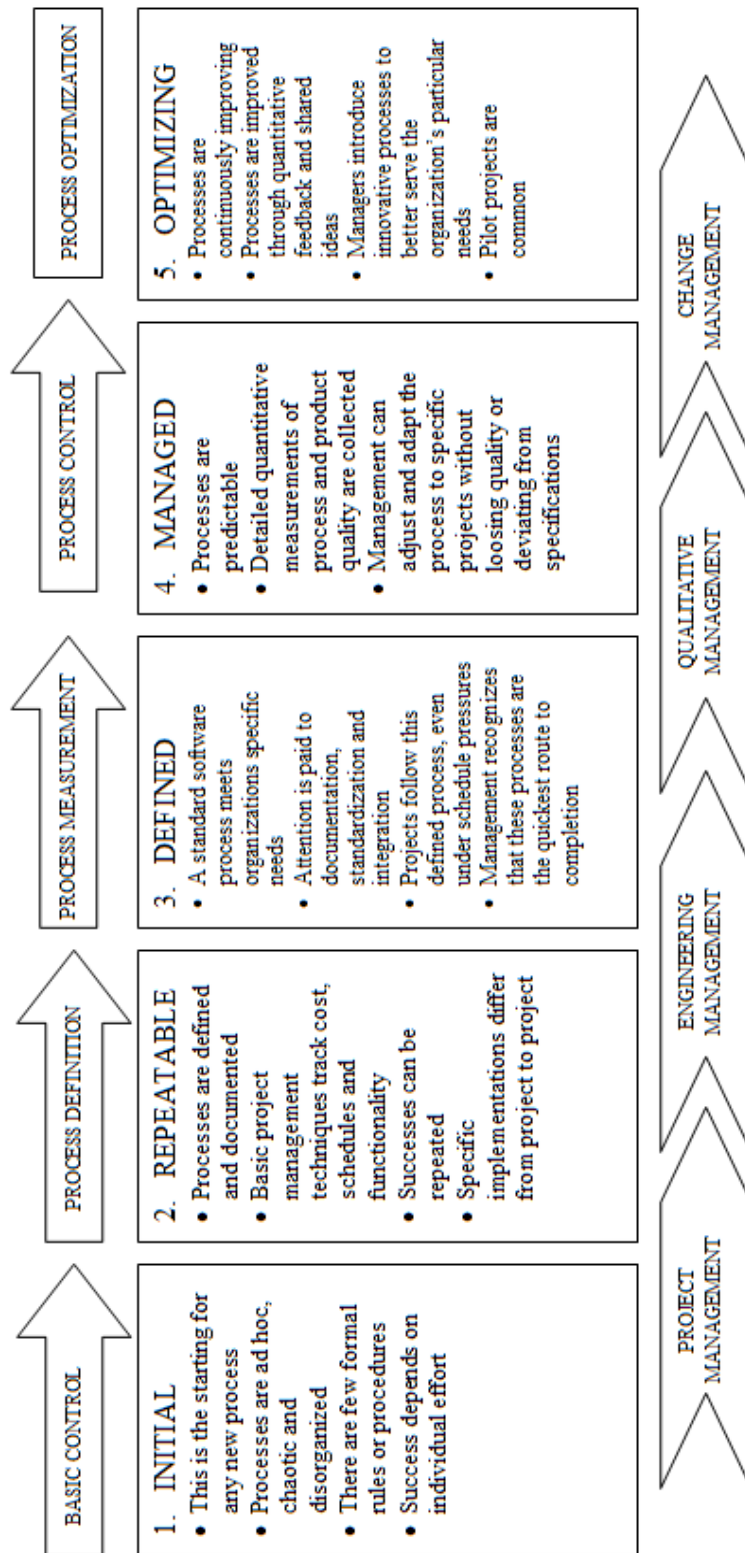 BASIC CONTROL
PROCESS DEFINITION
PROCESS MEASUREMENT
PROCESS CONTROL
PROCESS OPTIMIZATION
1. INITIAL
• This is the starting for
any new process
• Processes are ad hoc,
chaotic and
disorganized
• There are few formal
rules or procedures
• Success depends on
individual effort
2. REPEATABLE
• Processes are defined
and documented
• Basic project
management
techniques track cost,
schedules and
functionality
• Successes can be
repeated
• Specific
implementations differ
from project to project
3. DEFINED
• A standard software
process meets
organizations specific
needs
• Attention is paid to
documentation,
standardization and
integration
• Projects follow this
defined process, even
under schedule pressures
• Management recognizes
that these processes are
the quickest route to
completion
4. MANAGED
• Processes are
predictable
• Detailed quantitative
measurements of
process and product
quality are collected
• Management can
adjust and adapt the
process to specific
projects without
loosing quality or
deviating from
specifications
5. OPTIMIZING
• Processes are
continuously improving
• Processes are improved
through quantitative
feedback and shared
ideas
• Managers introduce
innovative processes to
better serve the
organization's particular
needs
• Pilot projects are
common
PROJECT
MANAGEMENT
ENGINEERING
MANAGEMENT
QUALITATIVE
MANAGEMENT
CHANGE
MANAGEMENT